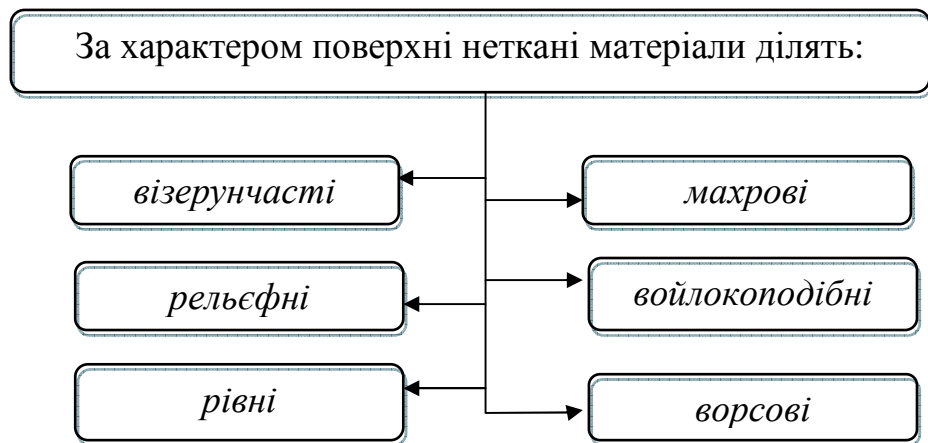 За характером поверхні неткані матеріали ділять:
візерунчасті
махрові
рельєфні
войлокоподібні
рівні
ворсові